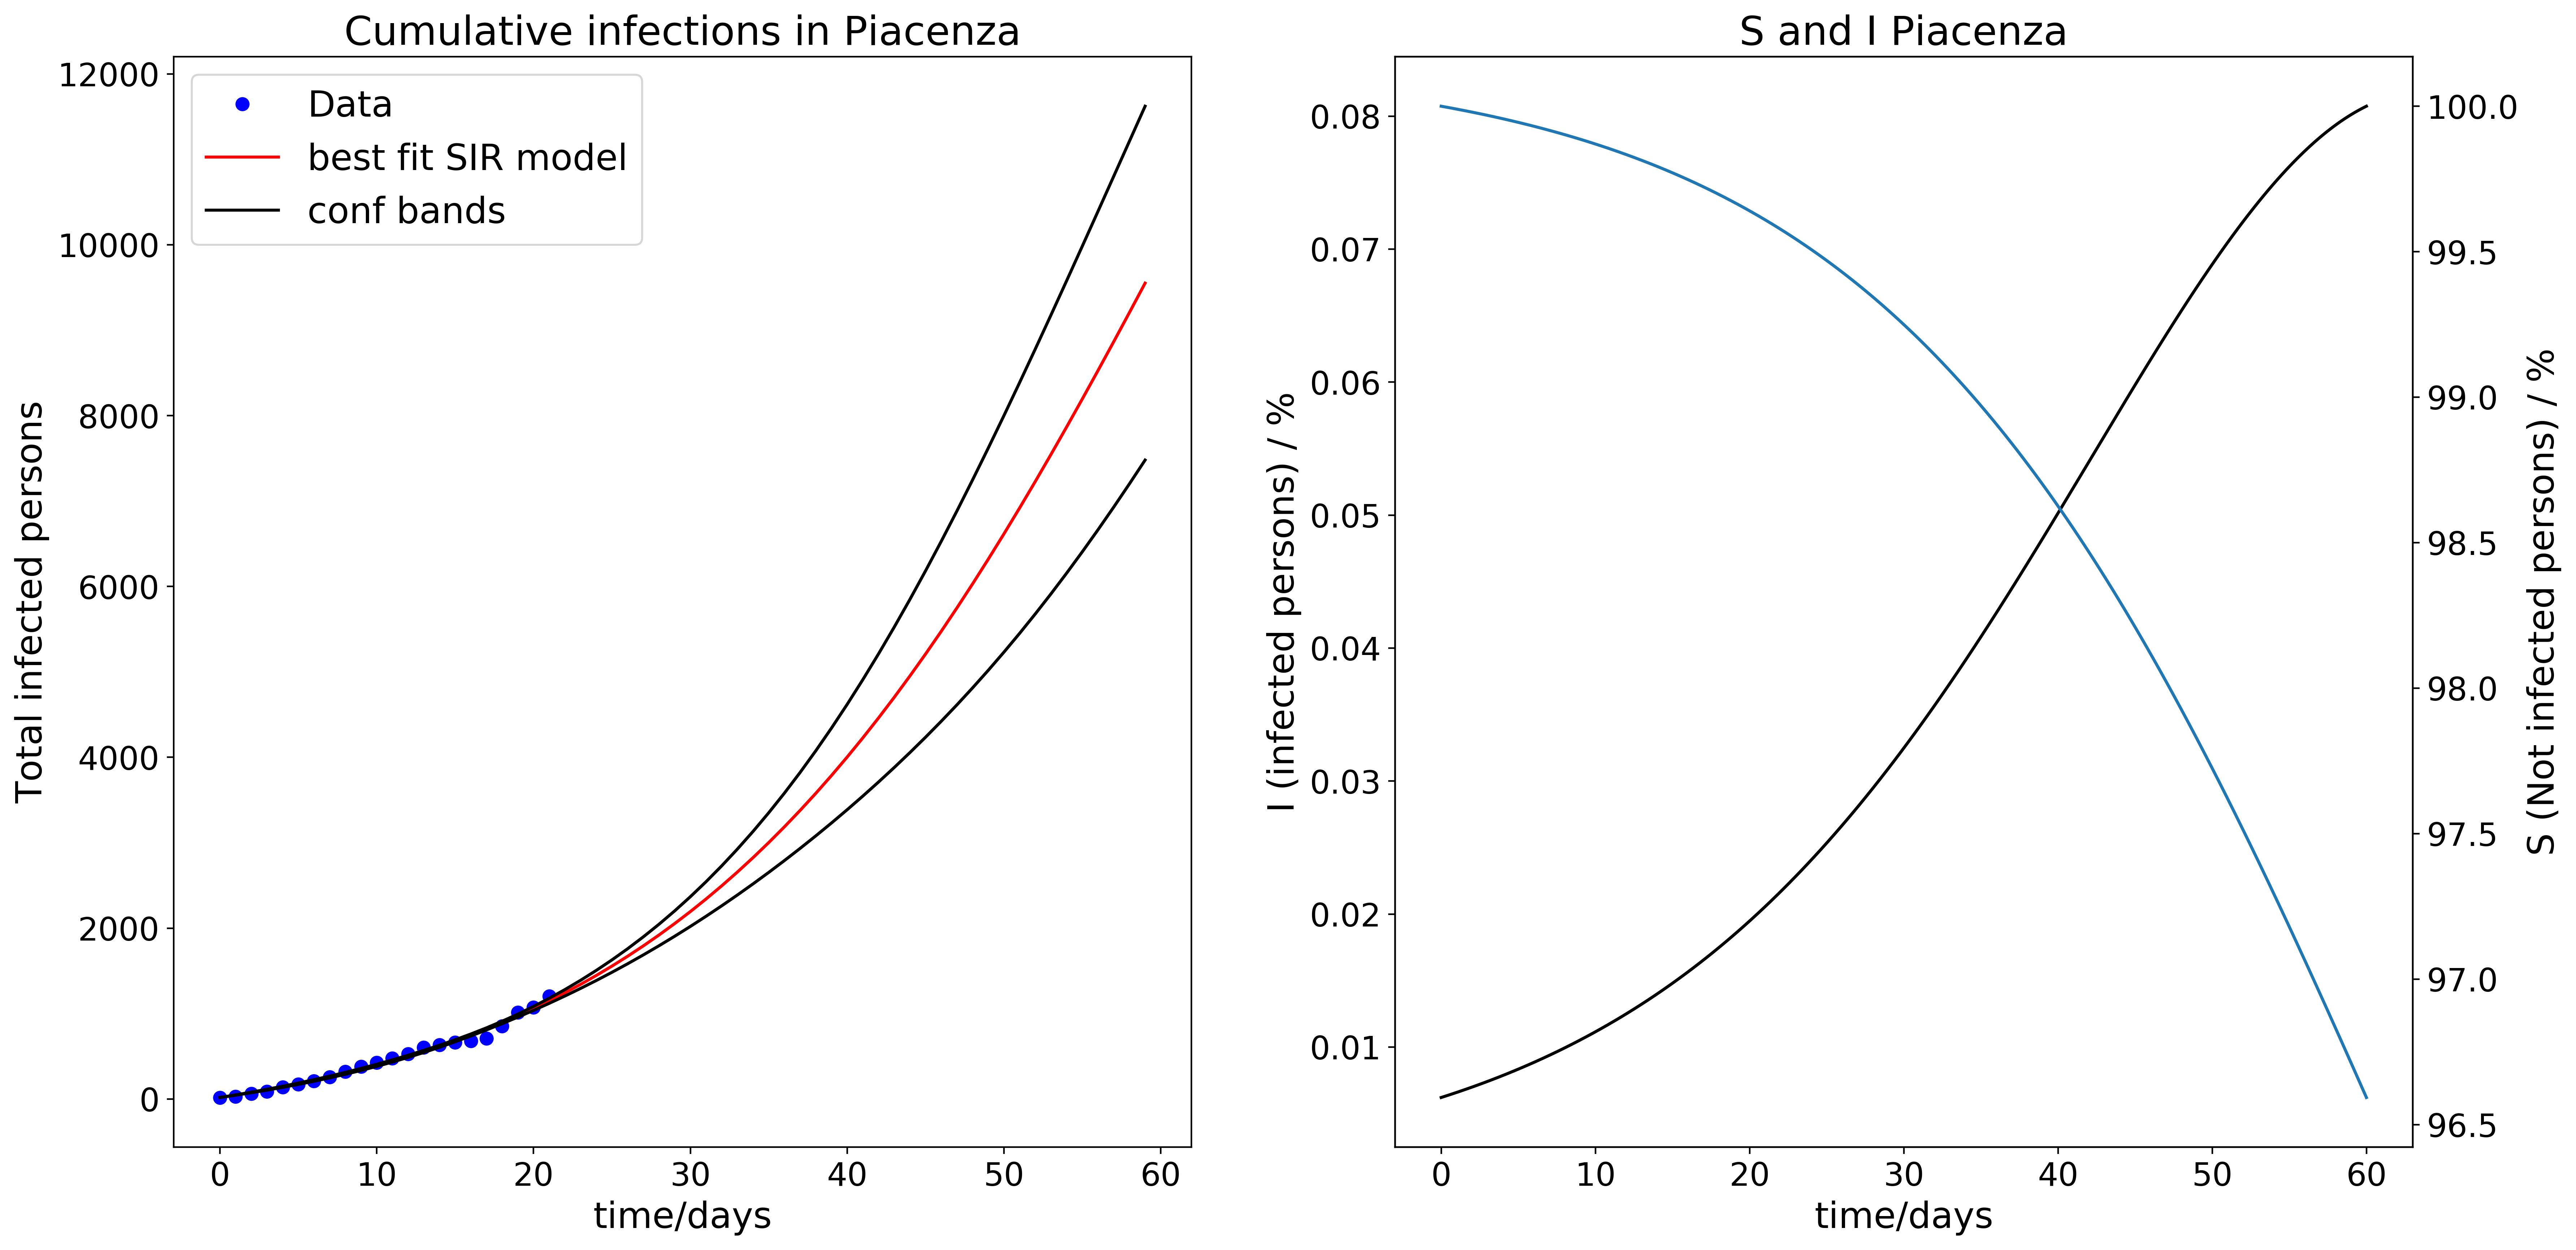 Cumulative infections in Piacenza
12000
10000
8000
6000
4000
2000
0
Total infected persons
Data
best fit SIR model
conf bands
0 10 20 30 40 50 60
time/days
S and I Piacenza
0.08
0.07
0.06
0.05
0.04
0.03
0.02
0.01
I (infected persons) / %
100.0
99.5
99.0
98.5
98.0
97.5
97.0
96.5
S (Not infected persons) / %
0 10 20 30 40 50 60
time/days